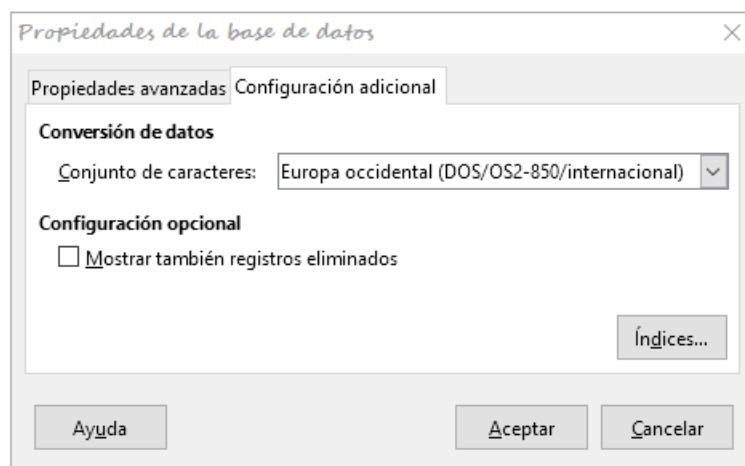 Propiedades de la base de datos
Propiedades avanzadas Configuración adicional
Conversión de datos
Conjunto de caracteres: Europa occidental (DOS/OS2-850/internacional)
Configuración opcional
Mostrar también registros eliminados
Índices...
Ayuda Aceptar Cancelar